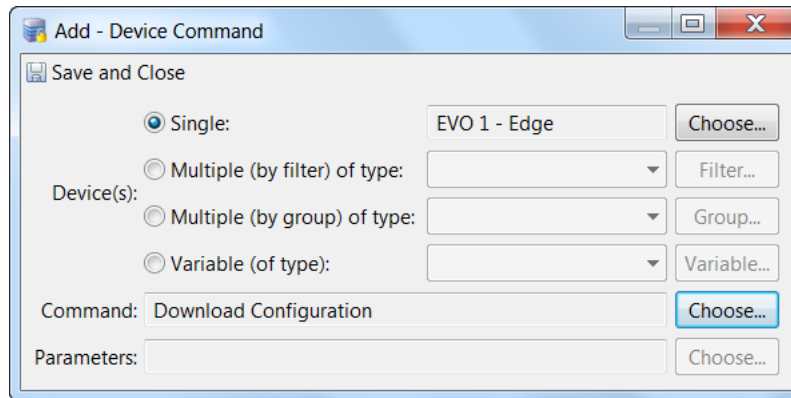 Add - Device Command
Save and Close
Single: EVO 1 - Edge Choose...
Multiple (by filter) of type: Filter...
Device(s):
Multiple (by group) of type: Group...
Variable (of type): Variable...
Command: Download Configuration Choose...
Parameters: Choose...